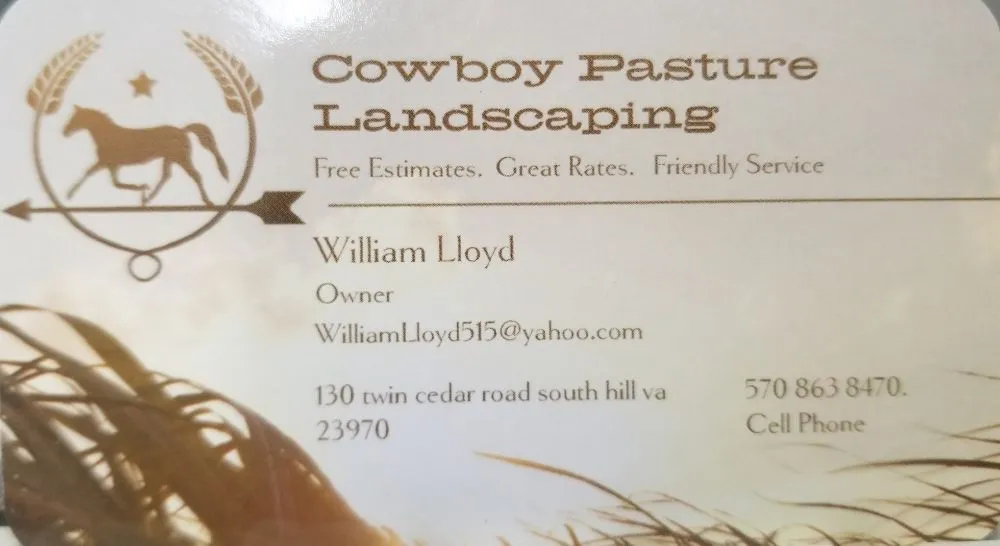 Cowboy Pasture
Landscaping
Free Estimates. Great Rates. Friendly Service
William Lloyd
Owner
WilliamLloyd515@yahoo.com
130 twin cedar road south hill va
23970
570 863 8470.
Cell Phone